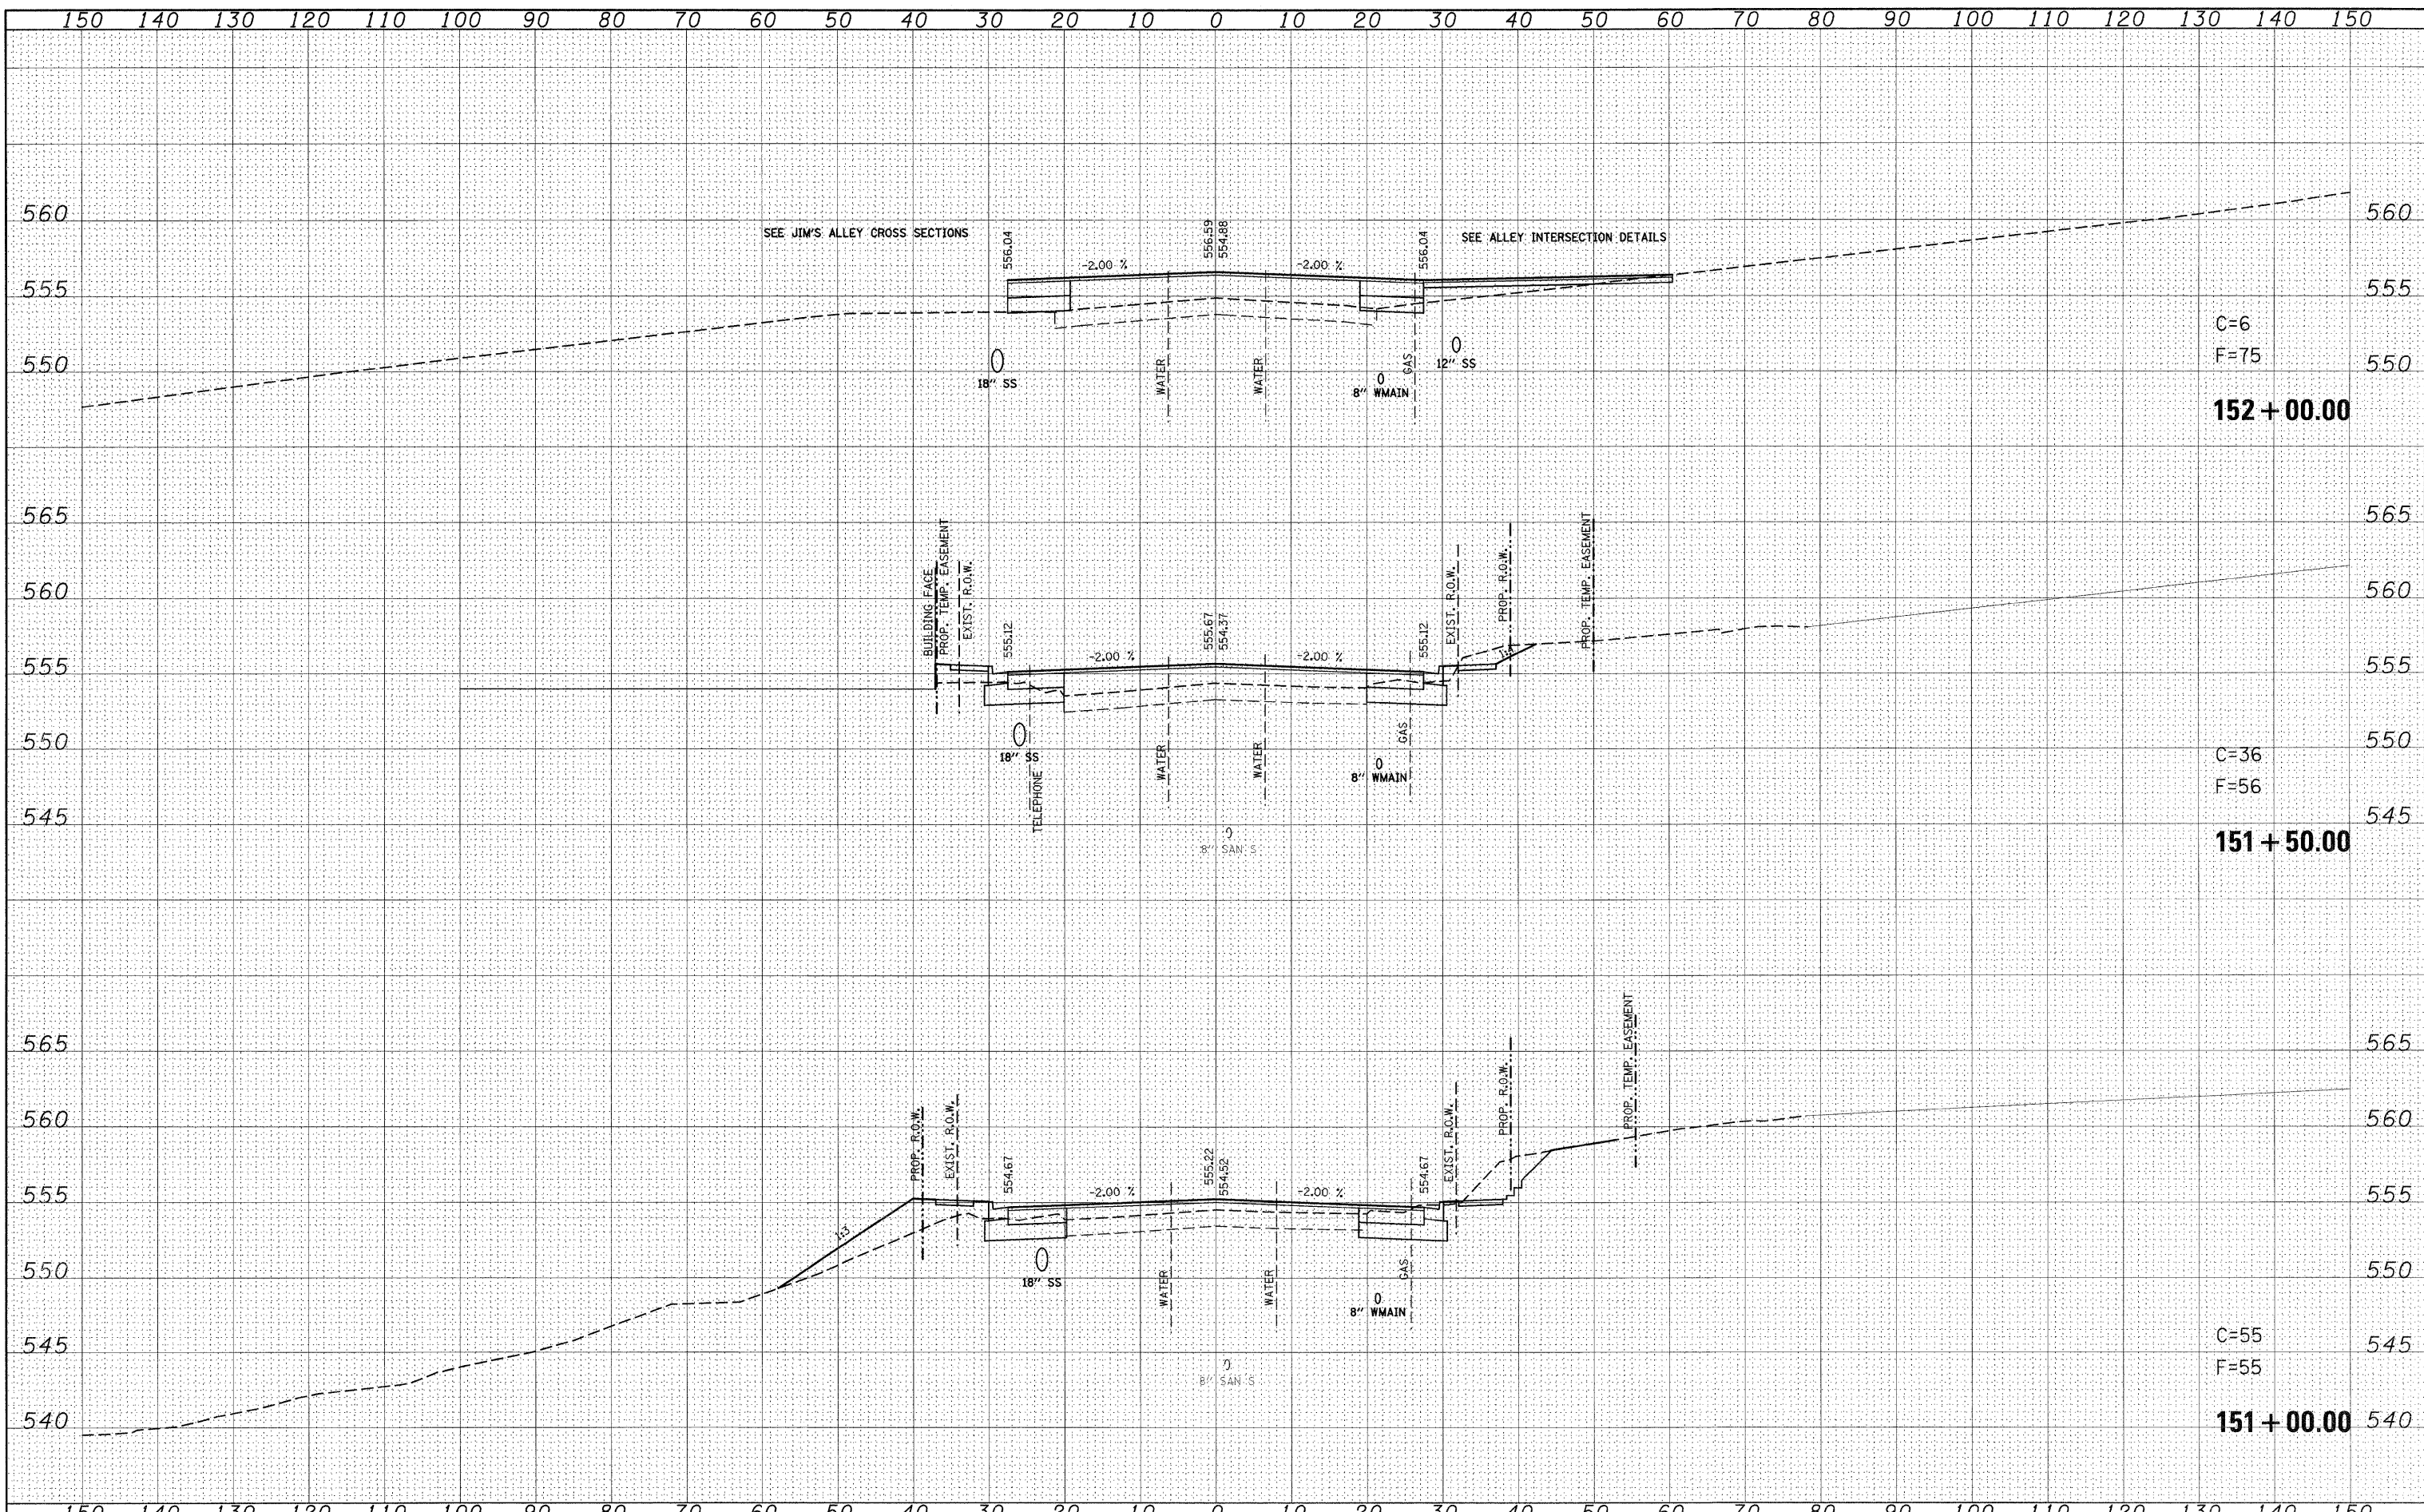 150 140 130 120 110 100 90 80 70 60 50 40 30 20 10 0 10 20 30 40 50 60 70 80 90 100 110 120 130 140 150
556.59
554.88
SEE JIM'S ALLEY CROSS SECTIONS
556.04
-2.00 %
-2.00 %
556.04
SEE ALLEY INTERSECTION DETAILS
560
560
555
555
550
550
18" SS
WATER
WATER
8" WMAIN
GAS
12" SS
C=6
F=75
152 + 00.00
565
565
560
560
555
555
550
550
545
545
BUILDING FACE
PROP. TEMP. EASEMENT
EXIST. R.O.W.
555.12
-2.00 %
555.67
554.37
-2.00 %
555.12
EXIST. R.O.W.
PROP. R.O.W.
PROP. TEMP. EASEMENT
18" SS
TELEPHONE
WATER
WATER
8" WMAIN
GAS
8" SAN S
C=36
F=56
151 + 50.00
565
565
560
560
555
555
550
550
545
545
540
540
PROP. R.O.W.
EXIST. R.O.W.
554.67
-2.00 %
555.22
554.52
-2.00 %
554.67
EXIST. R.O.W.
PROP. R.O.W.
PROP. TEMP. EASEMENT
1:3
18" SS
WATER
WATER
8" WMAIN
GAS
8" SAN S
C=55
F=55
151 + 00.00
150 140 130 120 110 100 90 80 70 60 50 40 30 20 10 0 10 20 30 40 50 60 70 80 90 100 110 120 130 140 150